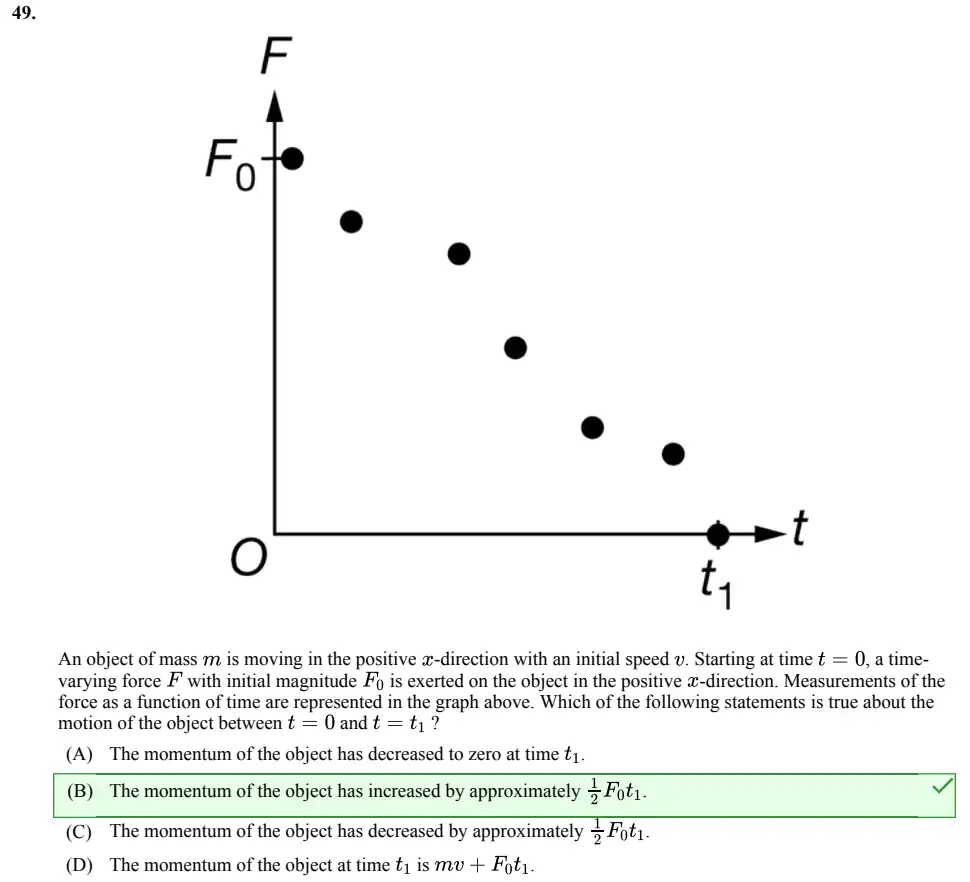 49.
F
F₀
O
t
t₁
An object of mass m is moving in the positive x-direction with an initial speed v. Starting at time t = 0, a time-
varying force F with initial magnitude F₀ is exerted on the object in the positive x-direction. Measurements of the
force as a function of time are represented in the graph above. Which of the following statements is true about the
motion of the object between t = 0 and t = t₁ ?
(A) The momentum of the object has decreased to zero at time t₁.
(B) The momentum of the object has increased by approximately ½F₀t₁.
(C) The momentum of the object has decreased by approximately ½F₀t₁.
(D) The momentum of the object at time t₁ is mv + F₀t₁.